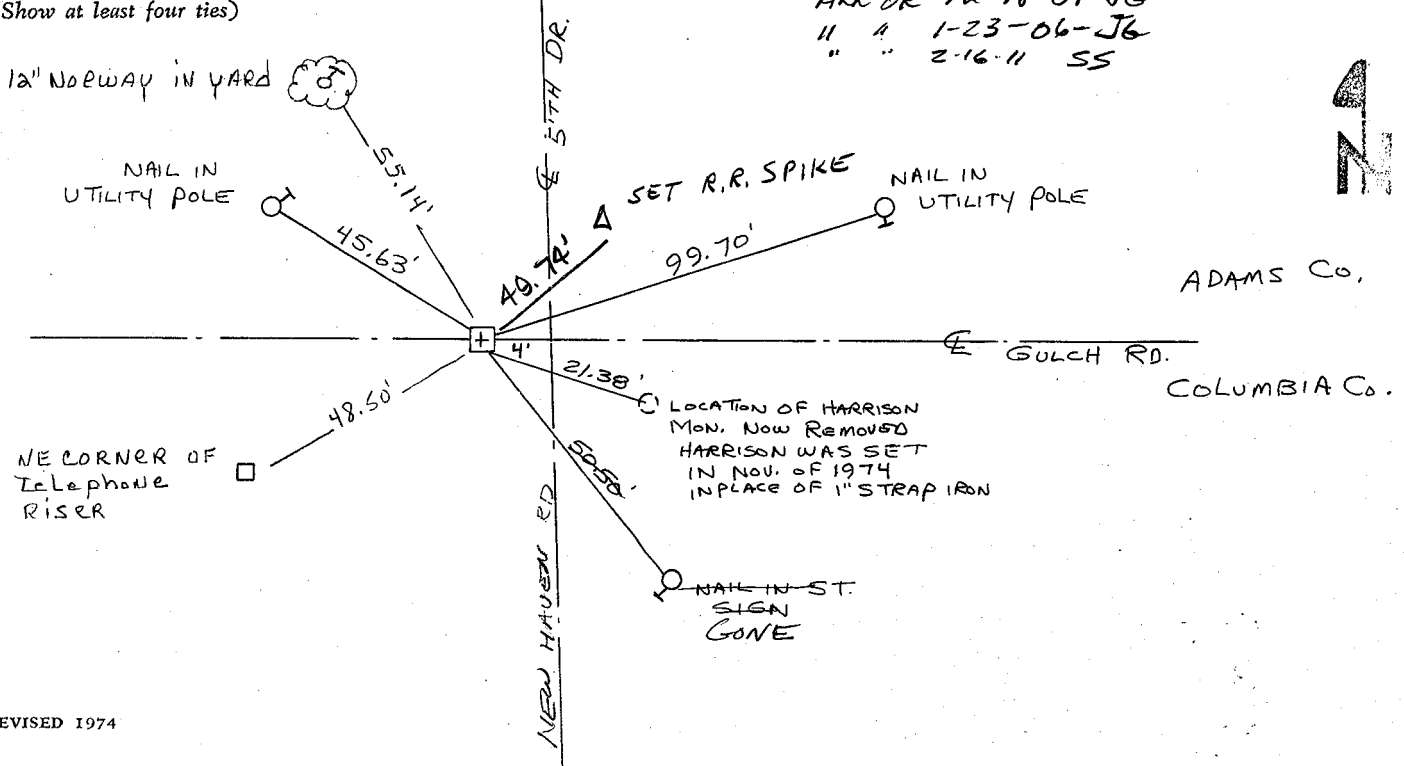 Show at least four ties)
" " 1-23-06-JG
" " 2-16-11 SS
12" NORWAY iN YARd
55.14'
℄ 5TH DR.
NAIL IN
UTILITY POLE
45.63'
SET R.R. SPIKE
49.74'
NAIL IN
UTILITY POLE
99.70'
N
ADAMS Co.
4'
℄ GULCH RD.
COLUMBIA Co.
21.38'
48.50'
LOCATION OF HARRISON
MON. NOW REMOVED
HARRISON WAS SET
IN NOV. OF 1974
INPLACE OF 1" STRAP IRON
NE CORNER OF
TeLephone
RiseR
50.50'
NEW HAVEN RD
NAIL IN ST.
SIGN
GONE
EVISED 1974